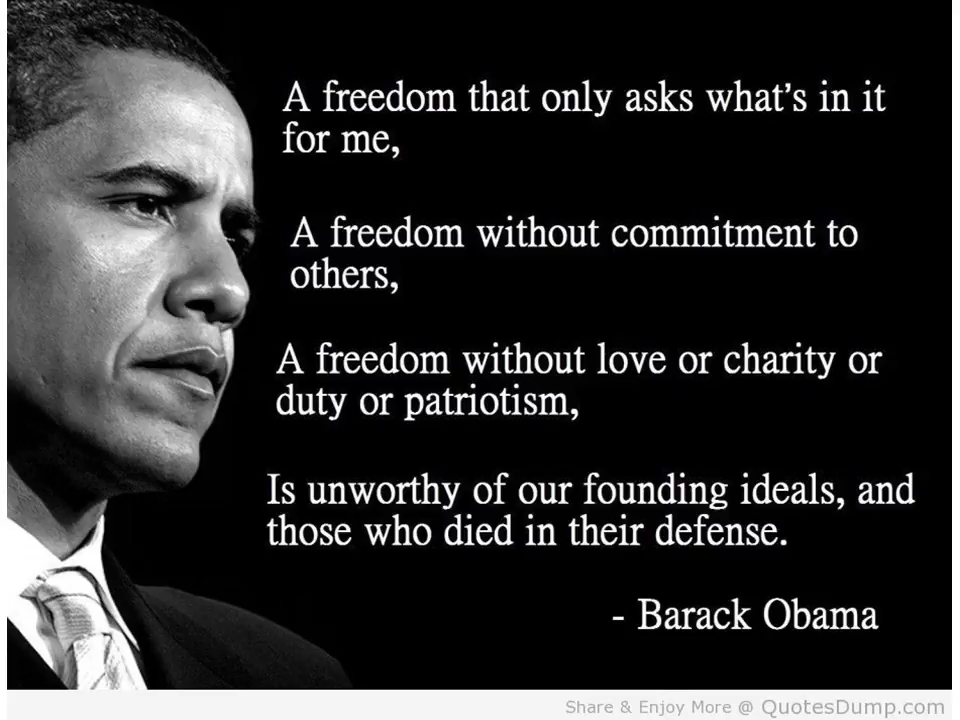 A freedom that only asks what's in it
for me,
A freedom without commitment to
others,
A freedom without love or charity or
duty or patriotism,
Is unworthy of our founding ideals, and
those who died in their defense.
- Barack Obama
Share & Enjoy More @ QuotesDump.com